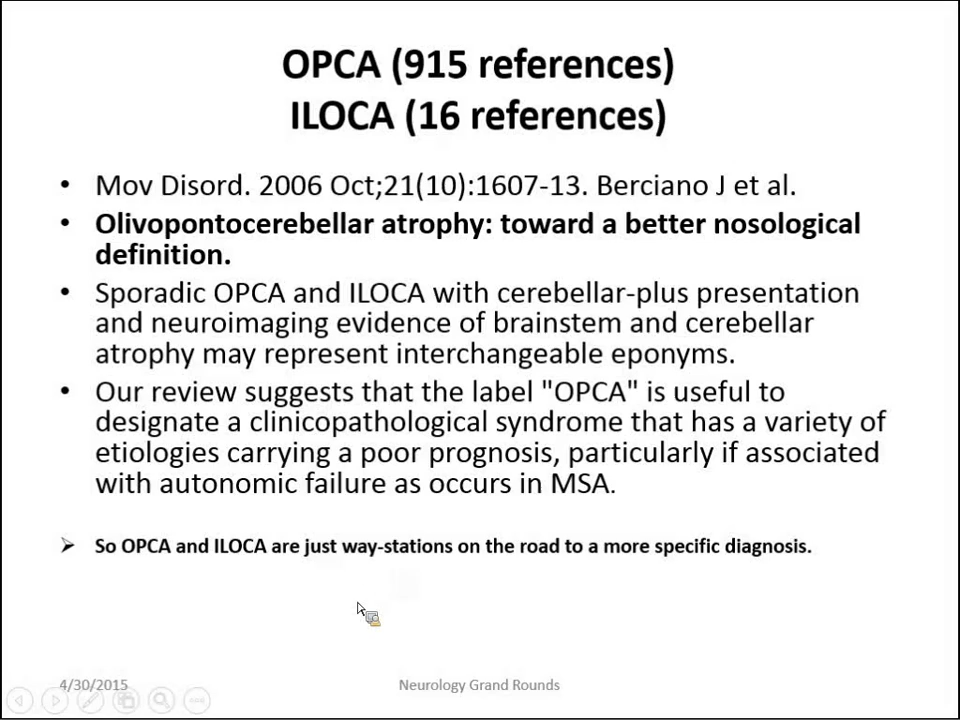 OPCA (915 references)
ILOCA (16 references)
• Mov Disord. 2006 Oct;21(10):1607-13. Berciano J et al.
• Olivopontocerebellar atrophy: toward a better nosological
definition.
• Sporadic OPCA and ILOCA with cerebellar-plus presentation
and neuroimaging evidence of brainstem and cerebellar
atrophy may represent interchangeable eponyms.
• Our review suggests that the label "OPCA" is useful to
designate a clinicopathological syndrome that has a variety of
etiologies carrying a poor prognosis, particularly if associated
with autonomic failure as occurs in MSA.
➢ So OPCA and ILOCA are just way-stations on the road to a more specific diagnosis.
4/30/2015
Neurology Grand Rounds